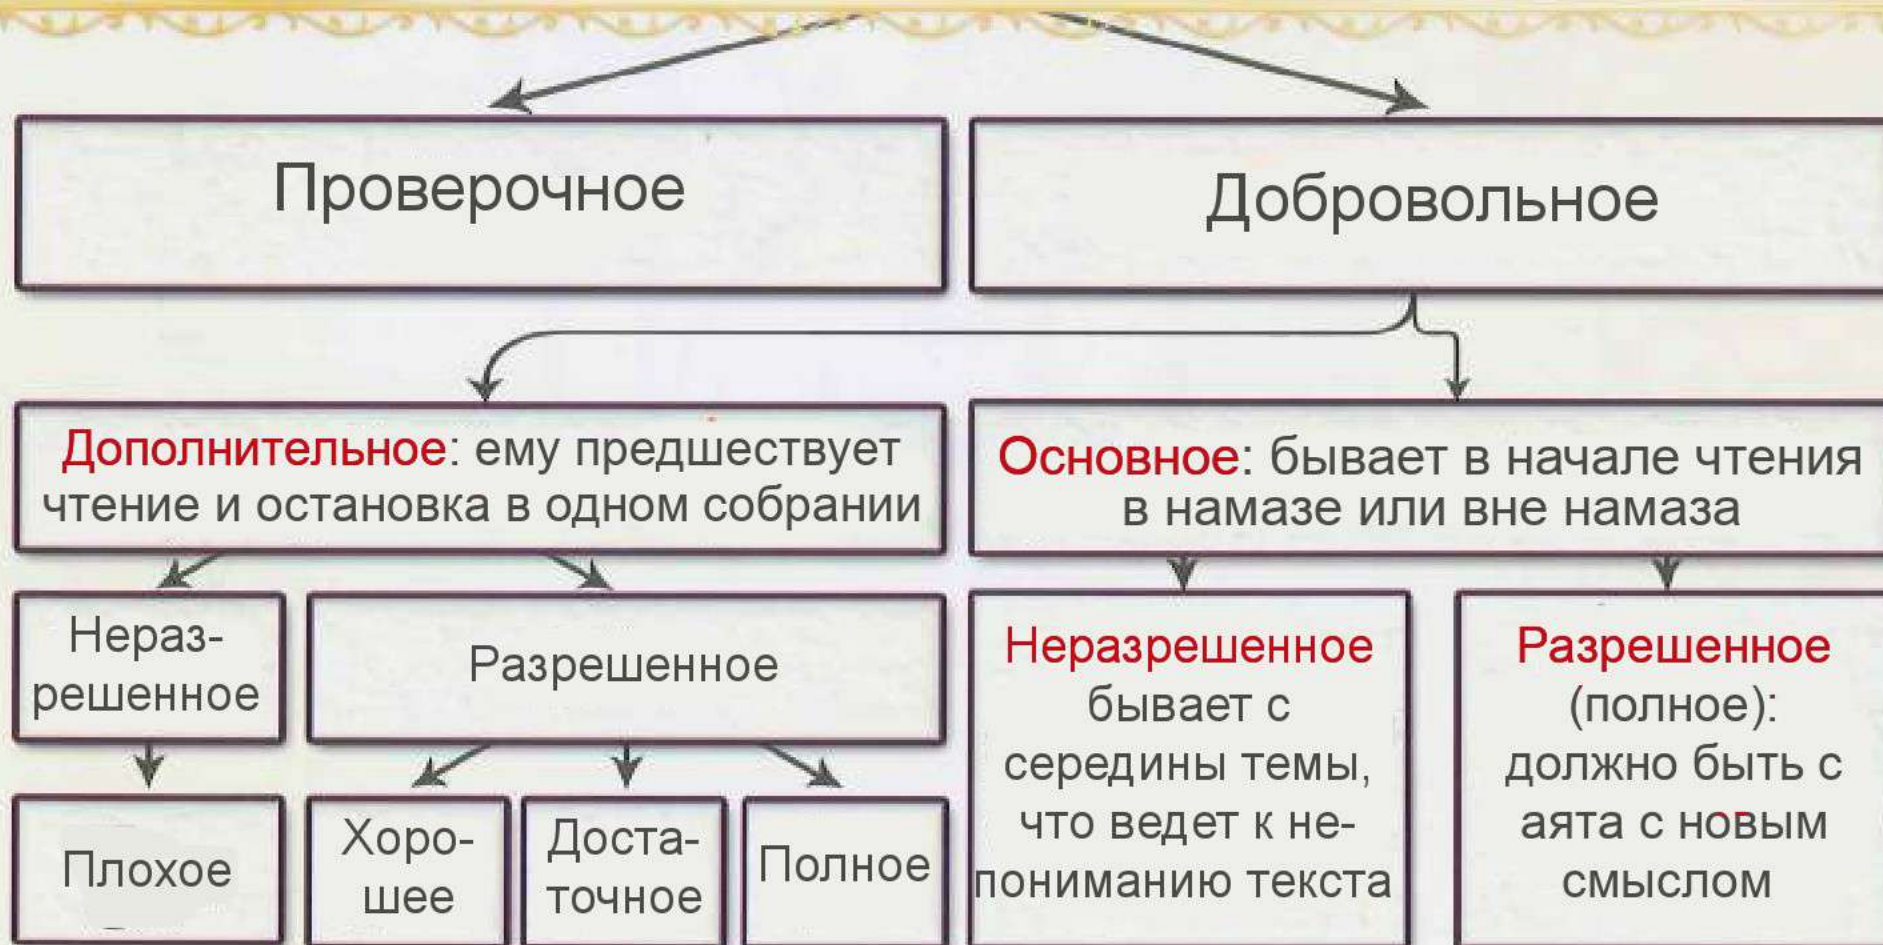 Проверочное
Добровольное
Дополнительное: ему предшествует
чтение и остановка в одном собрании
Основное: бывает в начале чтения
в намазе или вне намаза
Нераз-
решенное
Разрешенное
Неразрешенное
бывает с
середины темы,
что ведет к не-
пониманию текста
Разрешенное
(полное):
должно быть с
аята с новым
смыслом
Плохое
Хоро-
шее
Доста-
точное
Полное